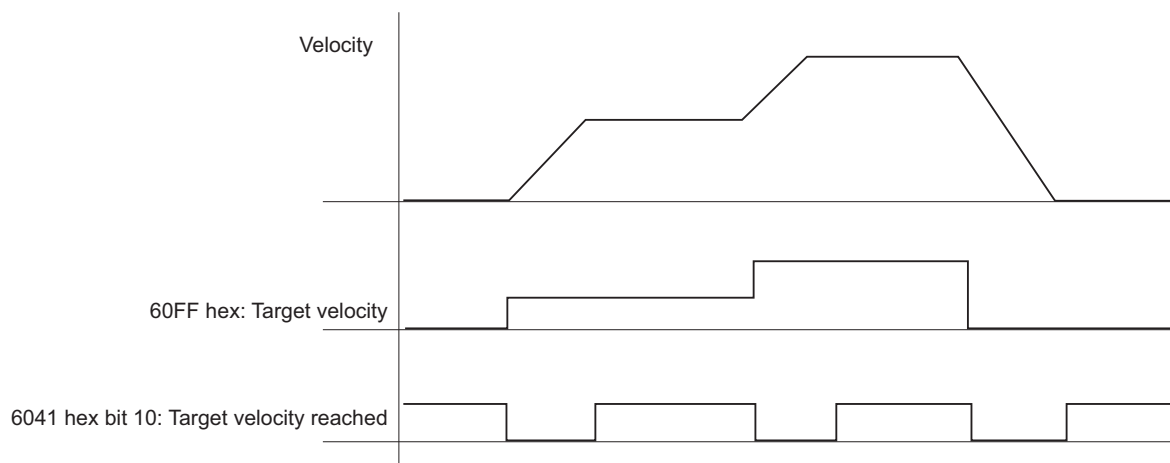 Velocity
60FF hex: Target velocity
6041 hex bit 10: Target velocity reached